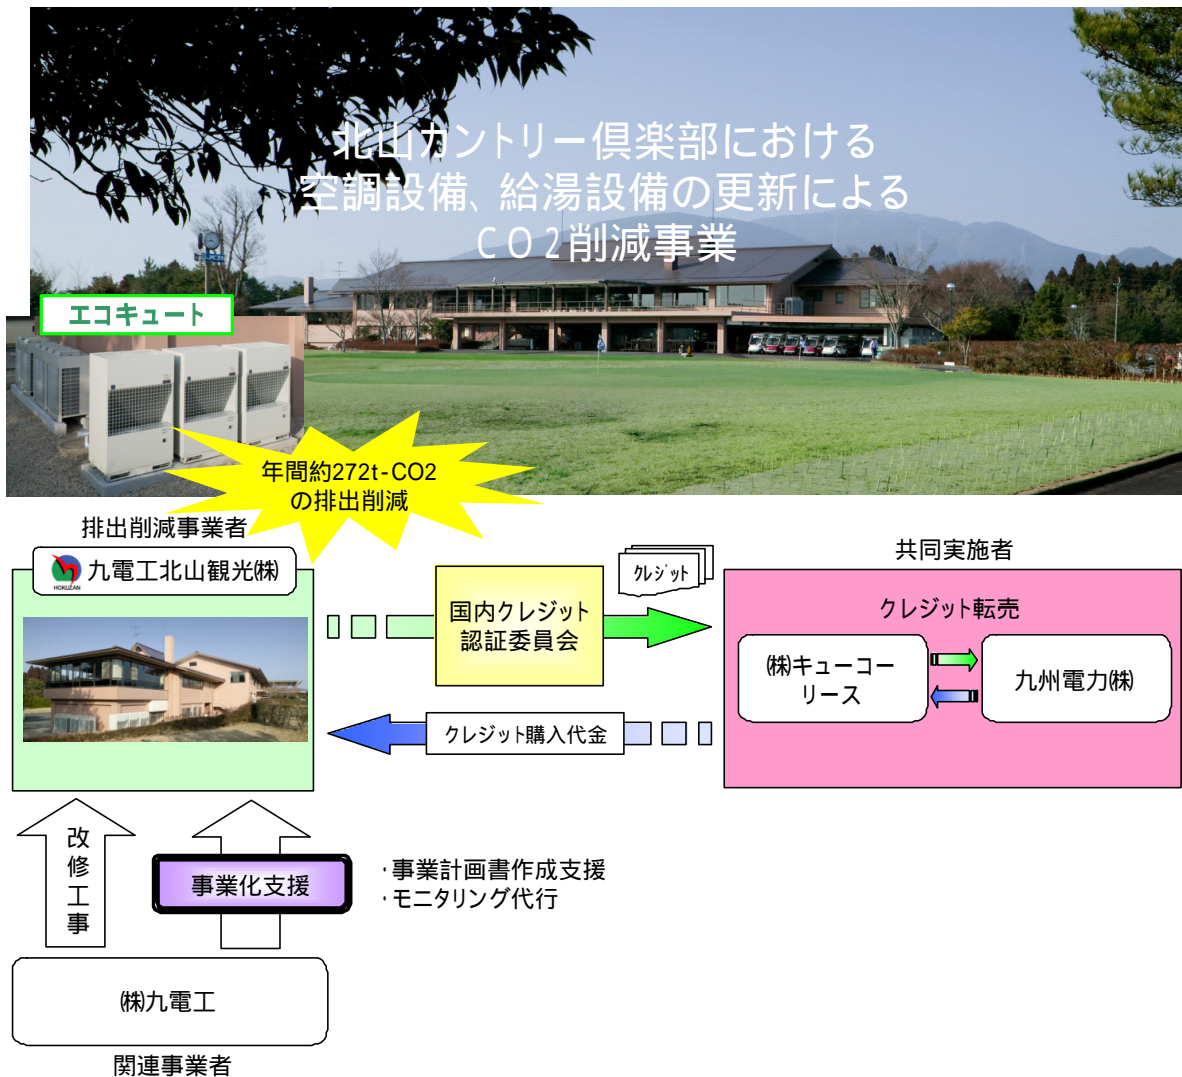 北山カントリー倶楽部における
空調設備、給湯設備の更新による
CO2削減事業
エコキュート
年間約272t-CO2
の排出削減
排出削減事業者
HOKUZAN
九電工北山観光㈱
国内クレジット
認証委員会
クレジット
共同実施者
クレジット転売
㈱キューコー
リース
九州電力㈱
クレジット購入代金
改修工事
事業化支援
・事業計画書作成支援
・モニタリング代行
㈱九電工
関連事業者